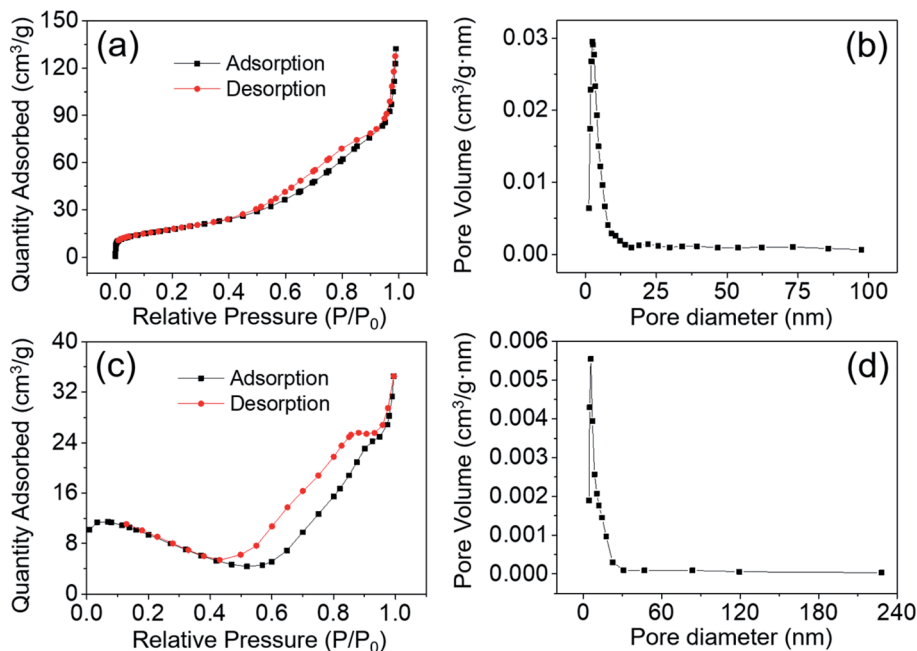 (a)
Quantity Adsorbed (cm³/g)
150
120
90
60
30
0
Adsorption
Desorption
0.0 0.2 0.4 0.6 0.8 1.0
Relative Pressure (P/P₀)
(b)
Pore Volume (cm³/g·nm)
0.03
0.02
0.01
0.00
0 25 50 75 100
Pore diameter (nm)
(c)
Quantity Adsorbed (cm³/g)
40
32
24
16
8
0
Adsorption
Desorption
0.0 0.2 0.4 0.6 0.8 1.0
Relative Pressure (P/P₀)
(d)
Pore Volume (cm³/g·nm)
0.006
0.005
0.004
0.003
0.002
0.001
0.000
0 60 120 180 240
Pore diameter (nm)